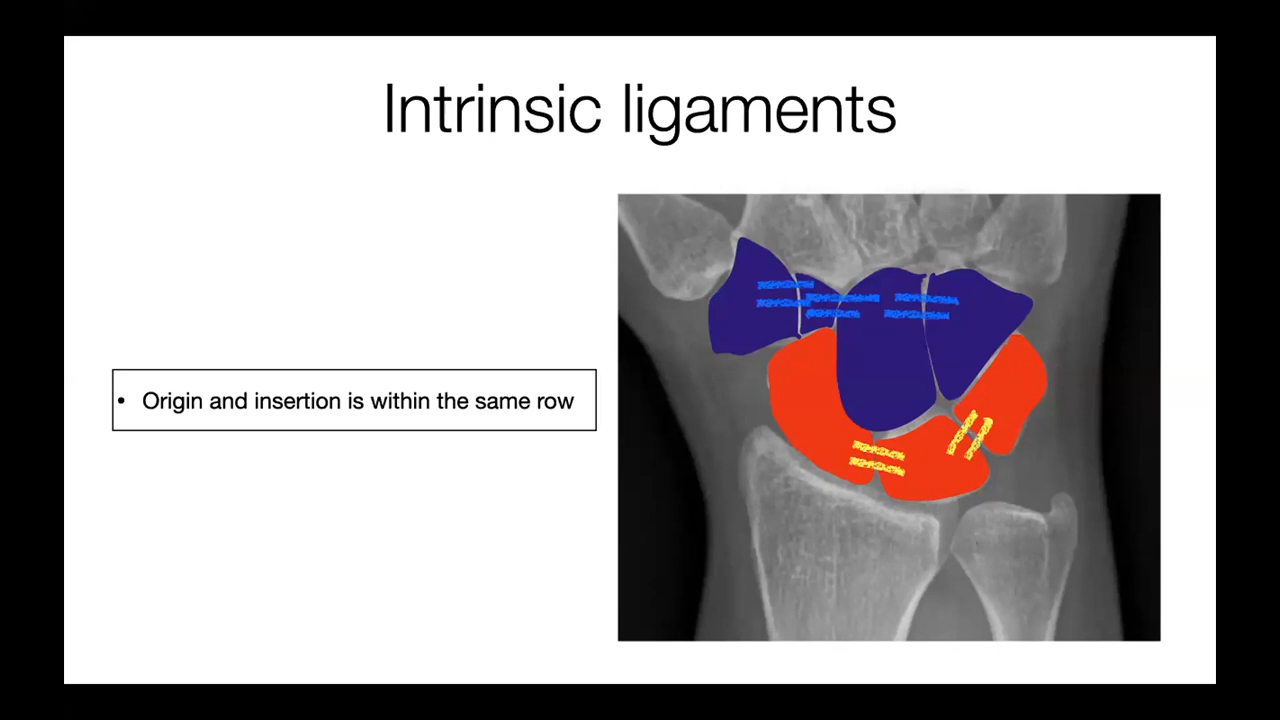 Intrinsic ligaments
• Origin and insertion is within the same row